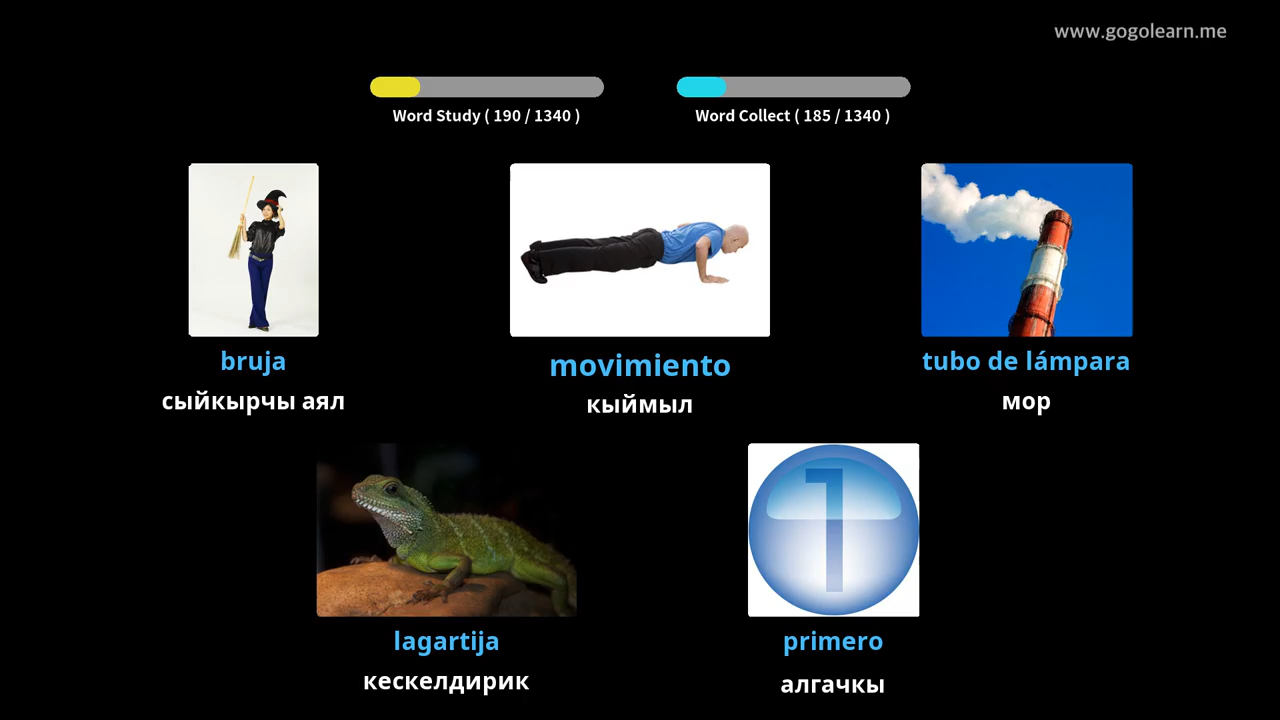 www.gogolearn.me
Word Study ( 190 / 1340 )
Word Collect ( 185 / 1340 )
bruja
сыйкырчы аял
movimiento
кыймыл
tubo de lámpara
мор
lagartija
кескелдирик
1
primero
алгачкы